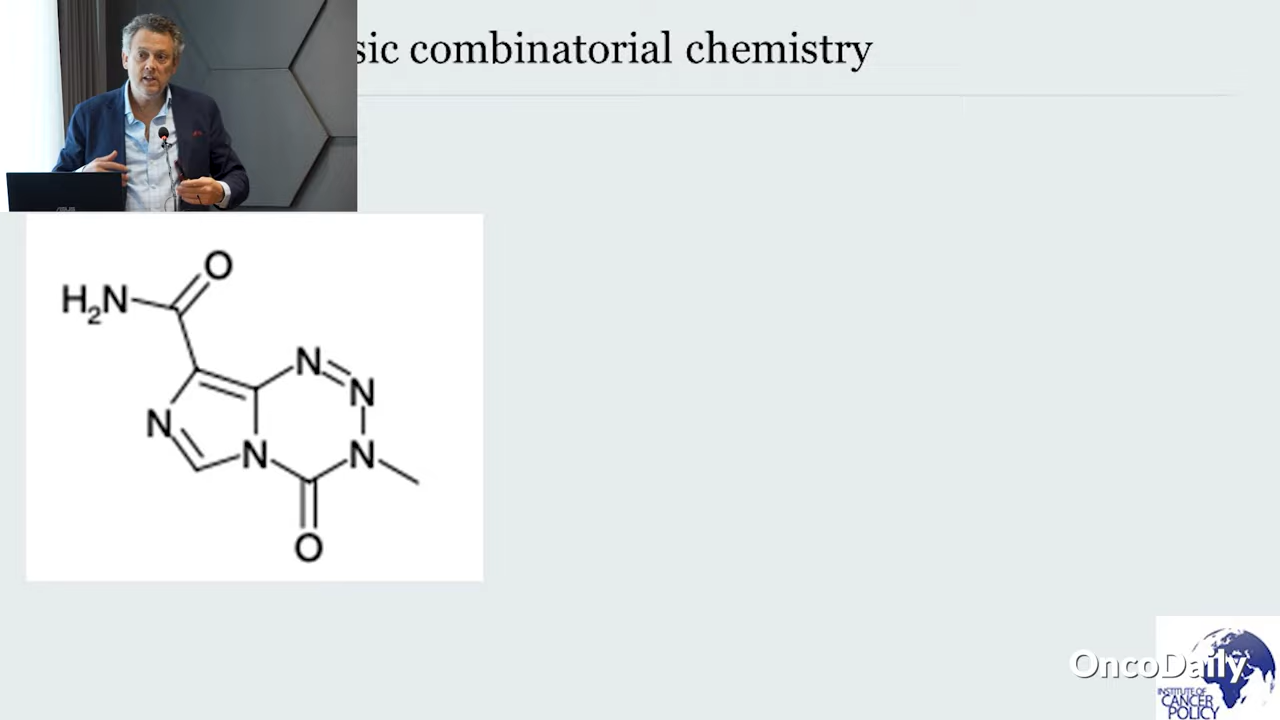 sic combinatorial chemistry
O
H2N
N
N
N
N
N
O
OncoDaily
INSTITUTE OF
CANCER
POLICY